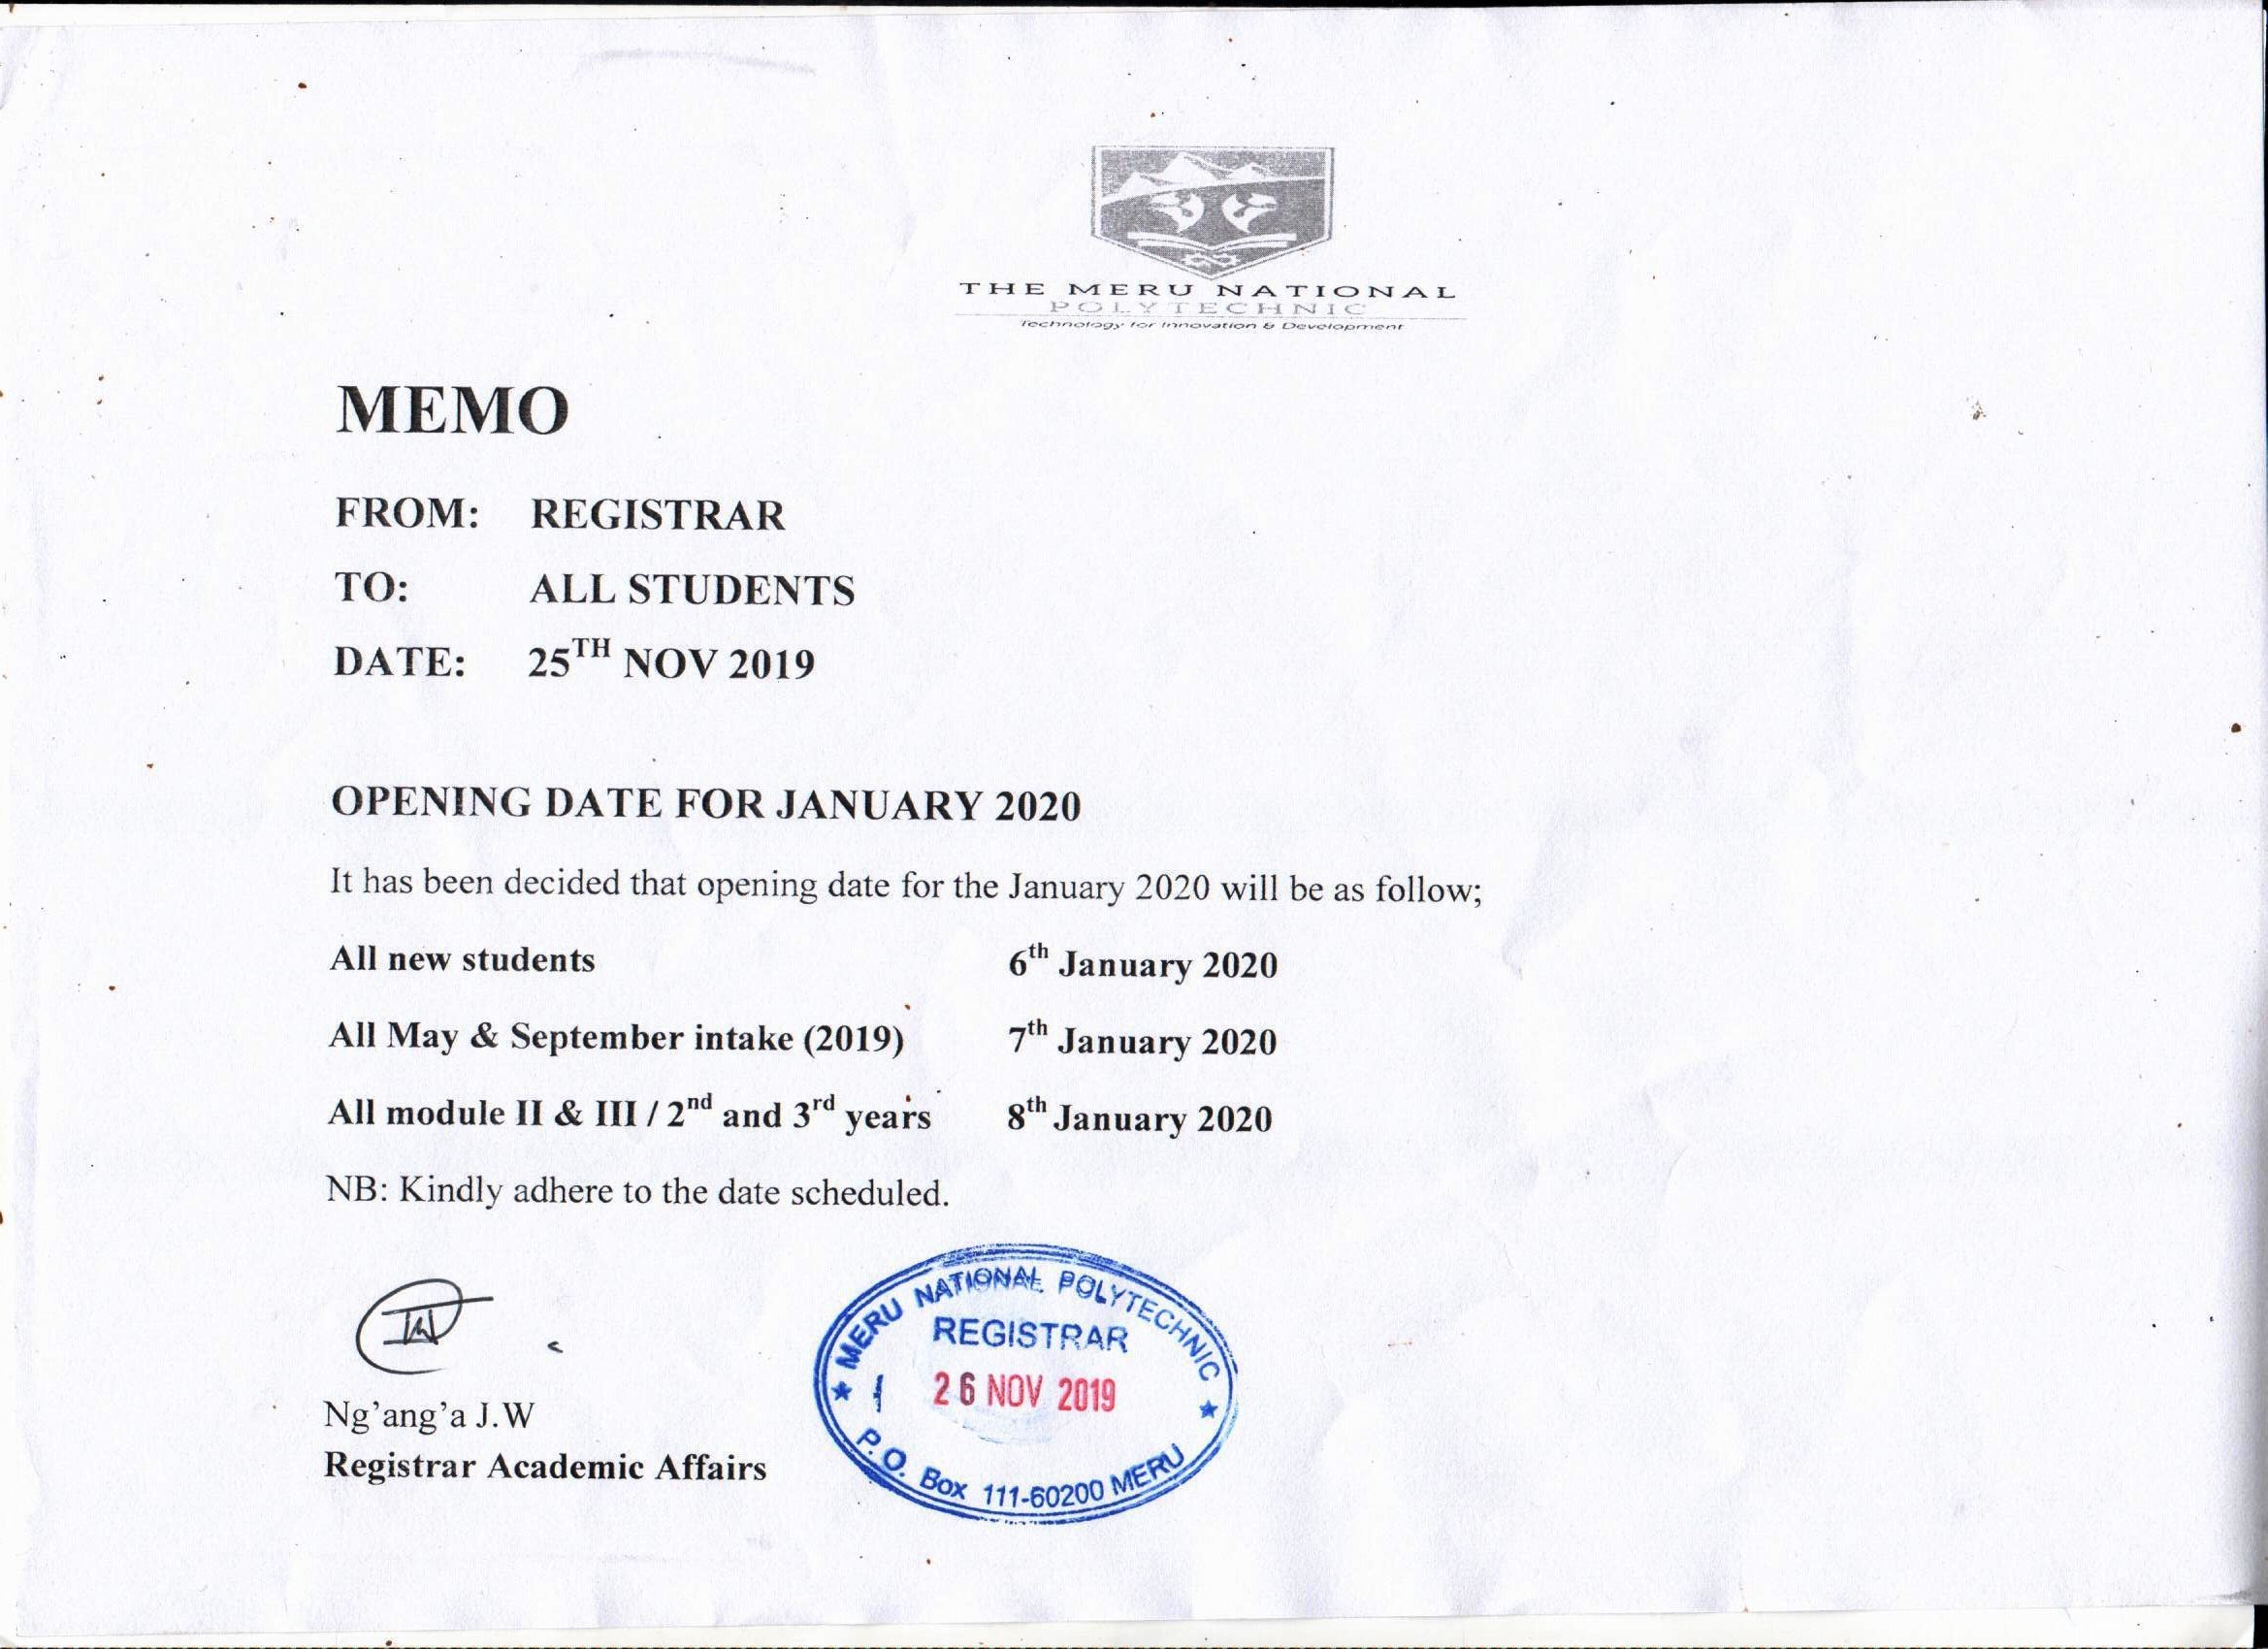 THE MERU NATIONAL
POLYTECHNIC
Technology for Innovation & Development
MEMO
FROM: REGISTRAR
TO: ALL STUDENTS
DATE: 25TH NOV 2019
OPENING DATE FOR JANUARY 2020
It has been decided that opening date for the January 2020 will be as follow;
All new students 6th January 2020
All May & September intake (2019) 7th January 2020
All module II & III / 2nd and 3rd years 8th January 2020
NB: Kindly adhere to the date scheduled.
Ng'ang'a J.W
Registrar Academic Affairs
MERU NATIONAL POLYTECHNIC
REGISTRAR
26 NOV 2019
P.O. Box 111-60200 MERU